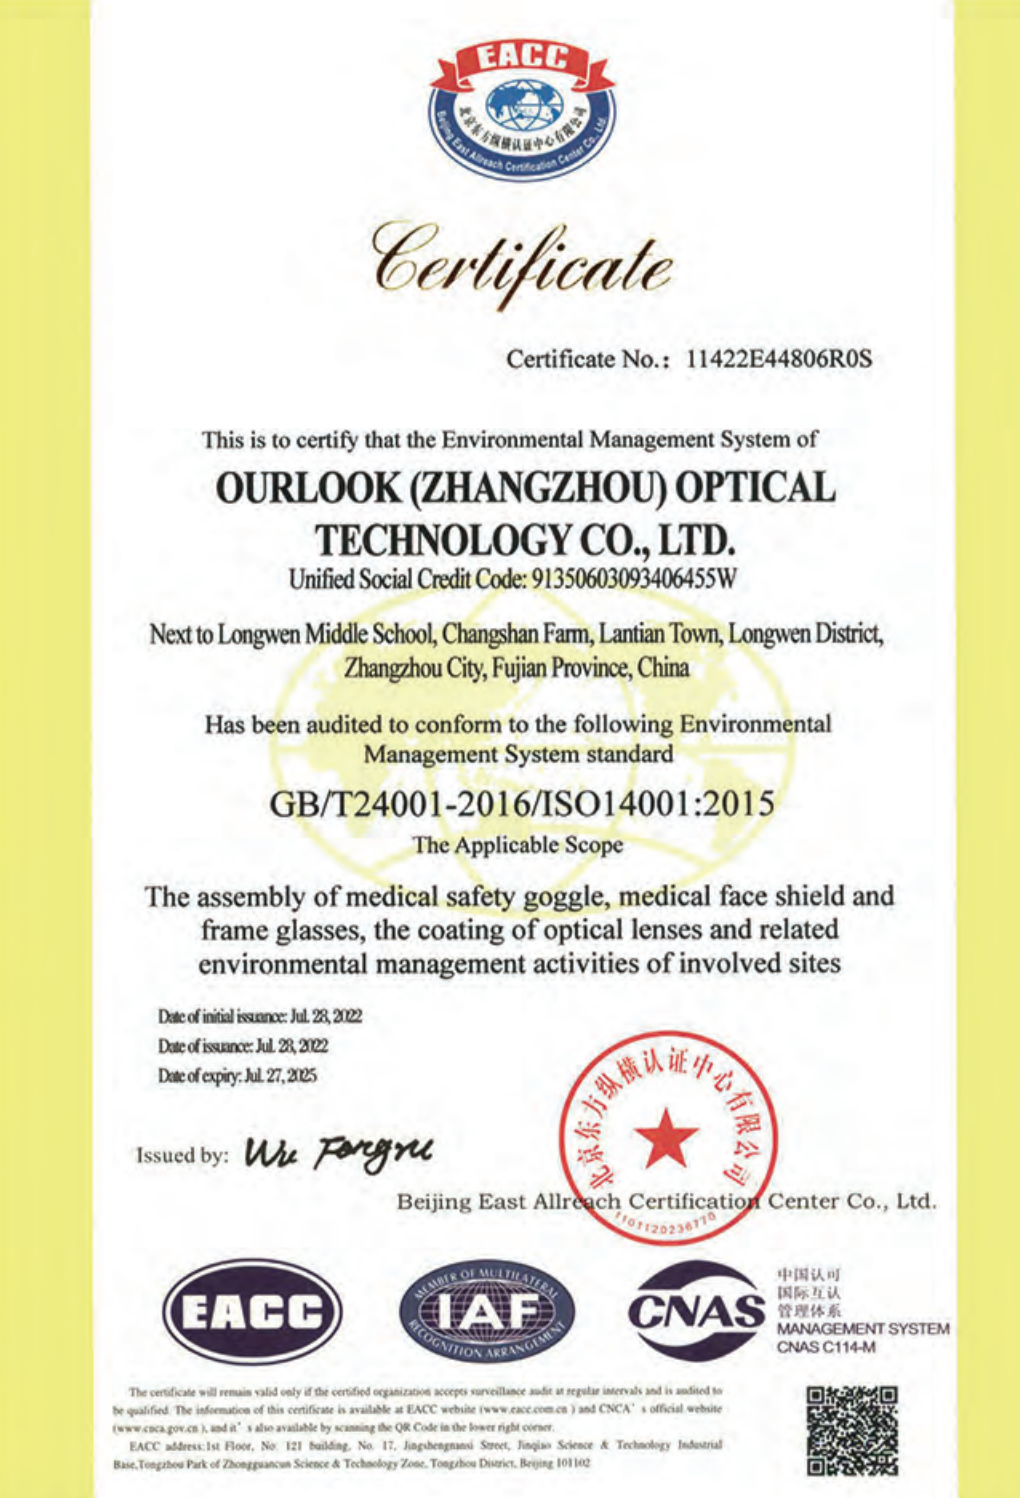 EACC
北京东方纵横认证中心有限公司
Beijing East Allreach Certification Center Co., Ltd.
Certificate
Certificate No.: 11422E44806R0S
This is to certify that the Environmental Management System of
OURLOOK (ZHANGZHOU) OPTICAL
TECHNOLOGY CO., LTD.
Unified Social Credit Code: 91350603093406455W
Next to Longwen Middle School, Changshan Farm, Lantian Town, Longwen District,
Zhangzhou City, Fujian Province, China
Has been audited to conform to the following Environmental
Management System standard
GB/T24001-2016/ISO14001:2015
The Applicable Scope
The assembly of medical safety goggle, medical face shield and
frame glasses, the coating of optical lenses and related
environmental management activities of involved sites
Date of initial issuance: Jul. 28, 2022
Date of issuance: Jul. 28, 2022
Date of expiry: Jul. 27, 2025
北京东方纵横认证中心有限公司
Issued by: Wu Fongru
Beijing East Allreach Certification Center Co., Ltd.
1101120236770
EACC
MEMBER OF MULTILATERAL
IAF
RECOGNITION ARRANGEMENT
CNAS
中国认可
国际互认
管理体系
MANAGEMENT SYSTEM
CNAS C114-M
The certificate will remain valid only if the certified organization accepts surveillance audit at regular intervals and is audited to
be qualified. The information of this certificate is available at EACC website (www.eacc.com.cn ) and CNCA' s official website
(www.cnca.gov.cn ), and it' s also available by scanning the QR Code in the lower right corner.
EACC address:1st Floor, No: 121 building, No. 17, Jingshengnansi Street, Jinqiao Science & Technology Industrial
Base,Tongzhou Park of Zhongguancun Science & Technology Zone, Tongzhou District, Beijing 101102